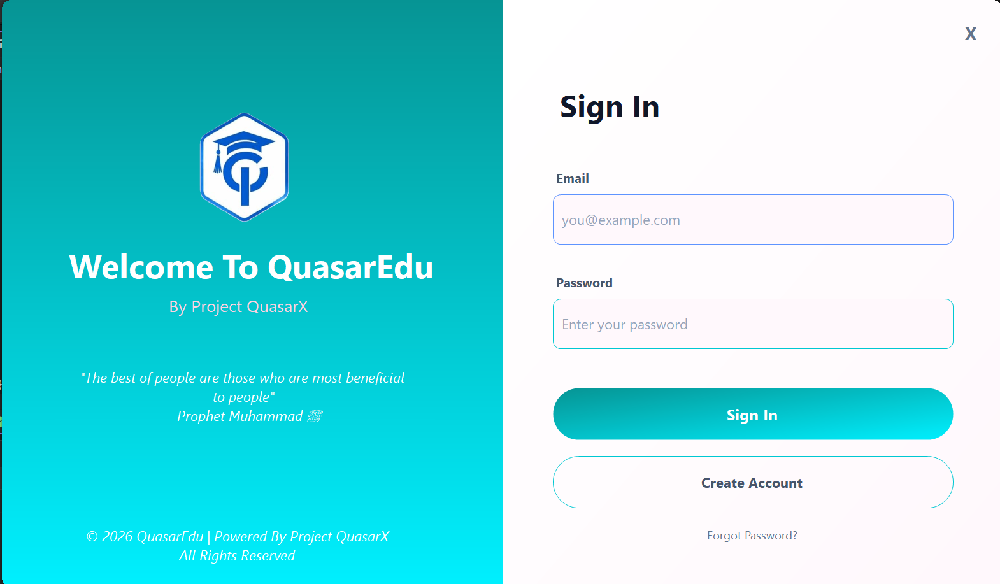 Welcome To QuasarEdu
By Project QuasarX
"The best of people are those who are most beneficial
to people"
- Prophet Muhammad ﷺ
© 2026 QuasarEdu | Powered By Project QuasarX
All Rights Reserved
X
Sign In
Email
you@example.com
Password
Enter your password
Sign In
Create Account
Forgot Password?